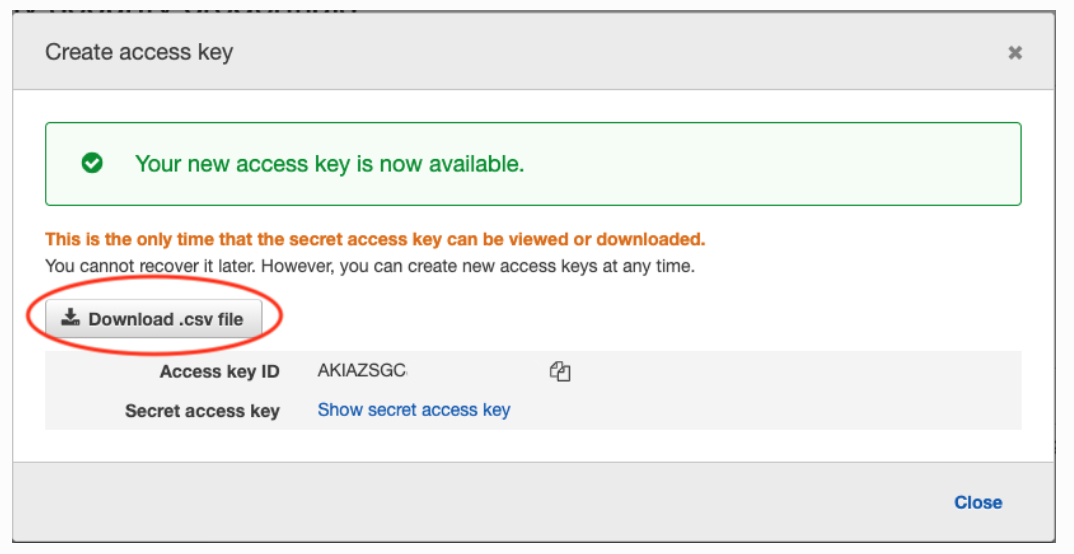 Create access key
Your new access key is now available.
This is the only time that the secret access key can be viewed or downloaded.
You cannot recover it later. However, you can create new access keys at any time.
Download .csv file
Access key ID AKIAZSGC
Secret access key Show secret access key
Close